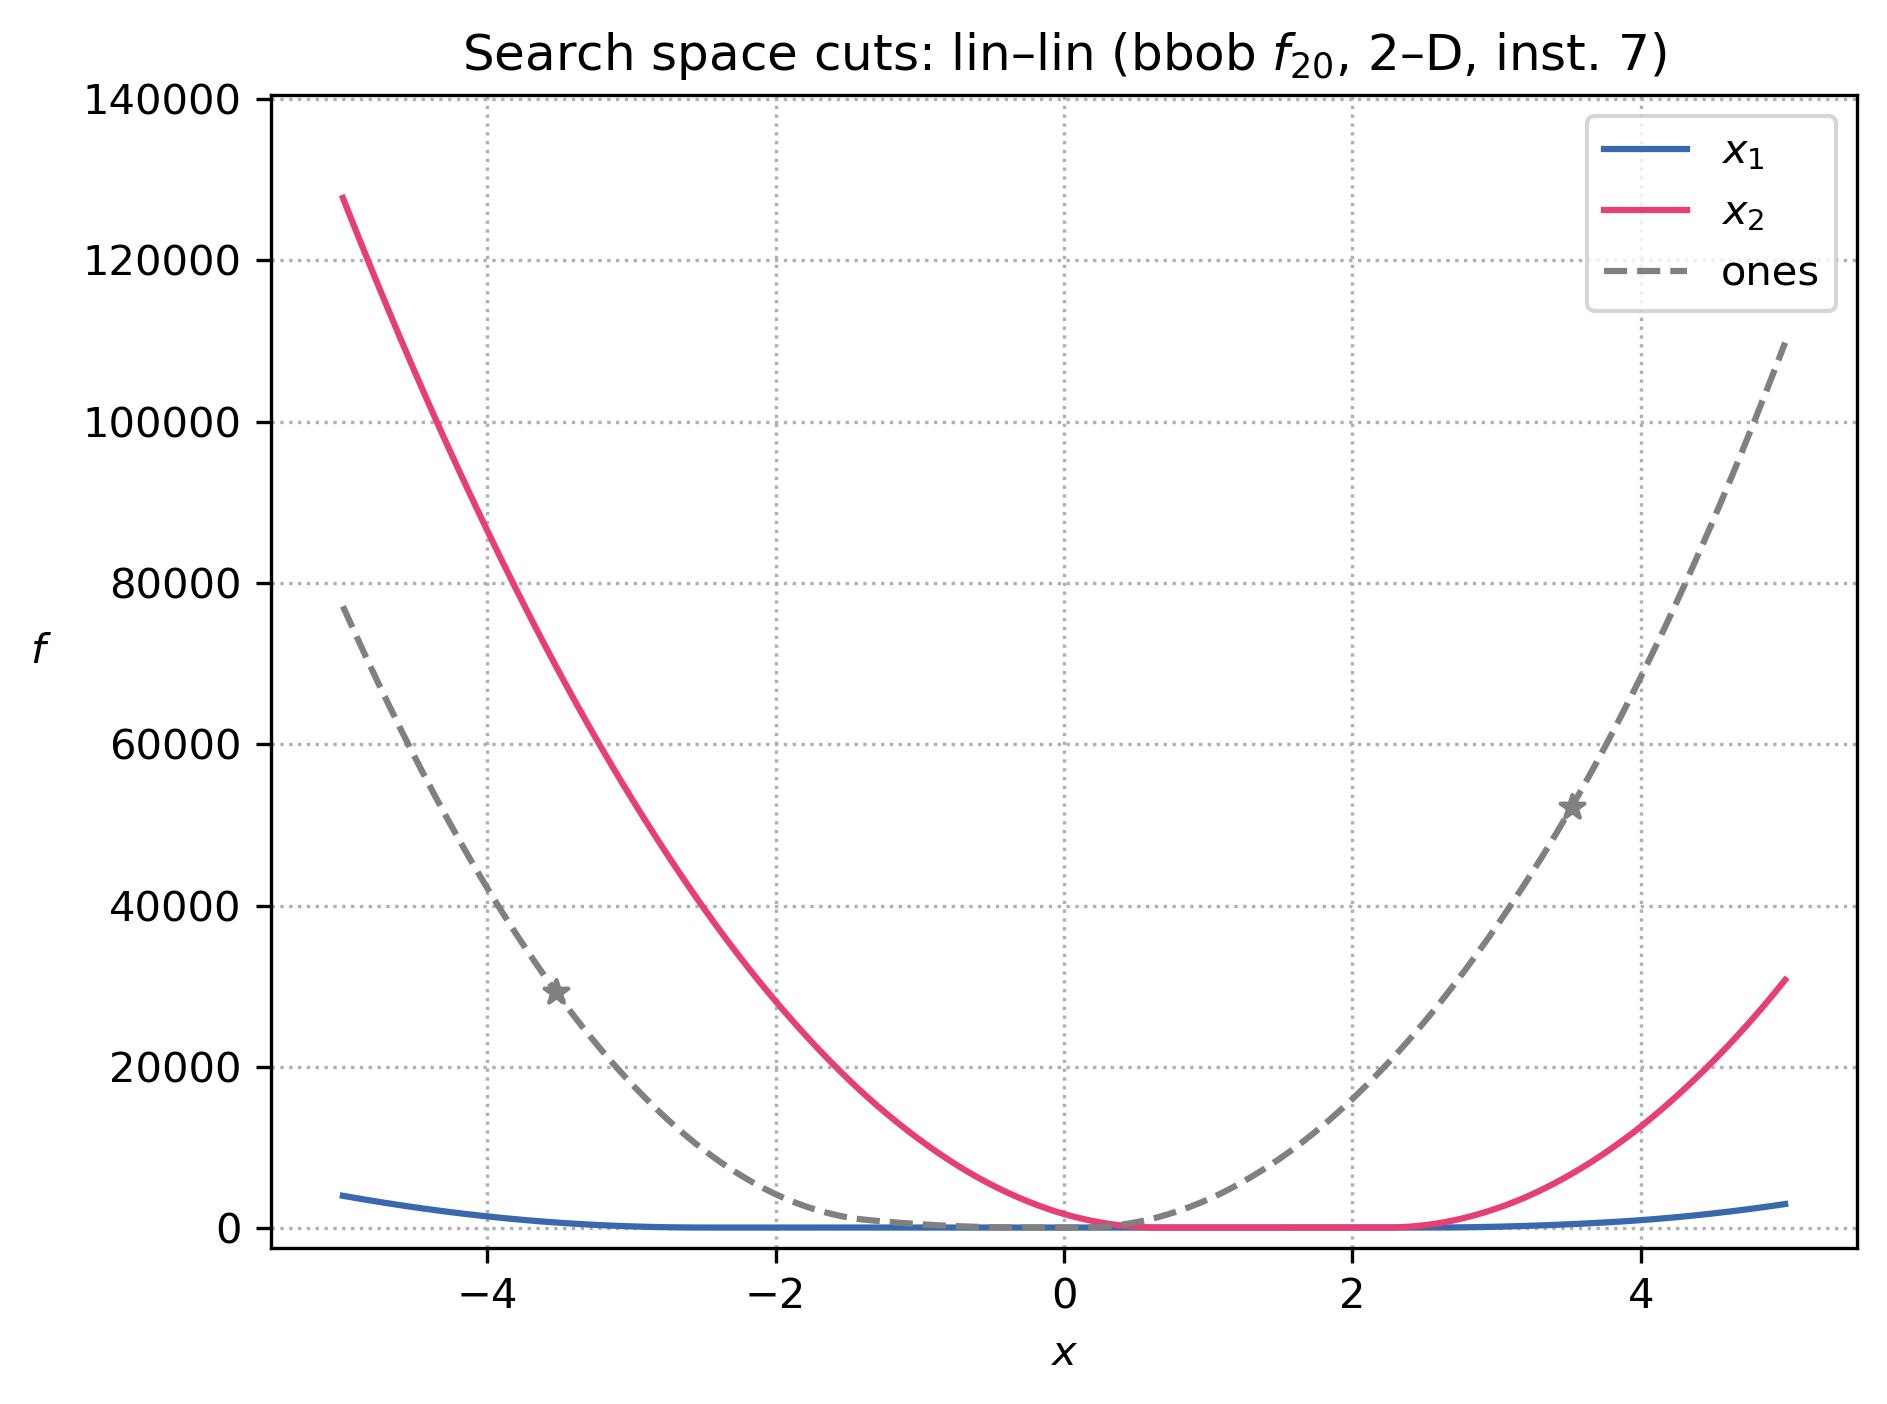 Search space cuts: lin–lin (bbob f₂₀, 2–D, inst. 7)
140000
120000
100000
80000
60000
40000
20000
0
f
x₁
x₂
ones
−4 −2 0 2 4
x